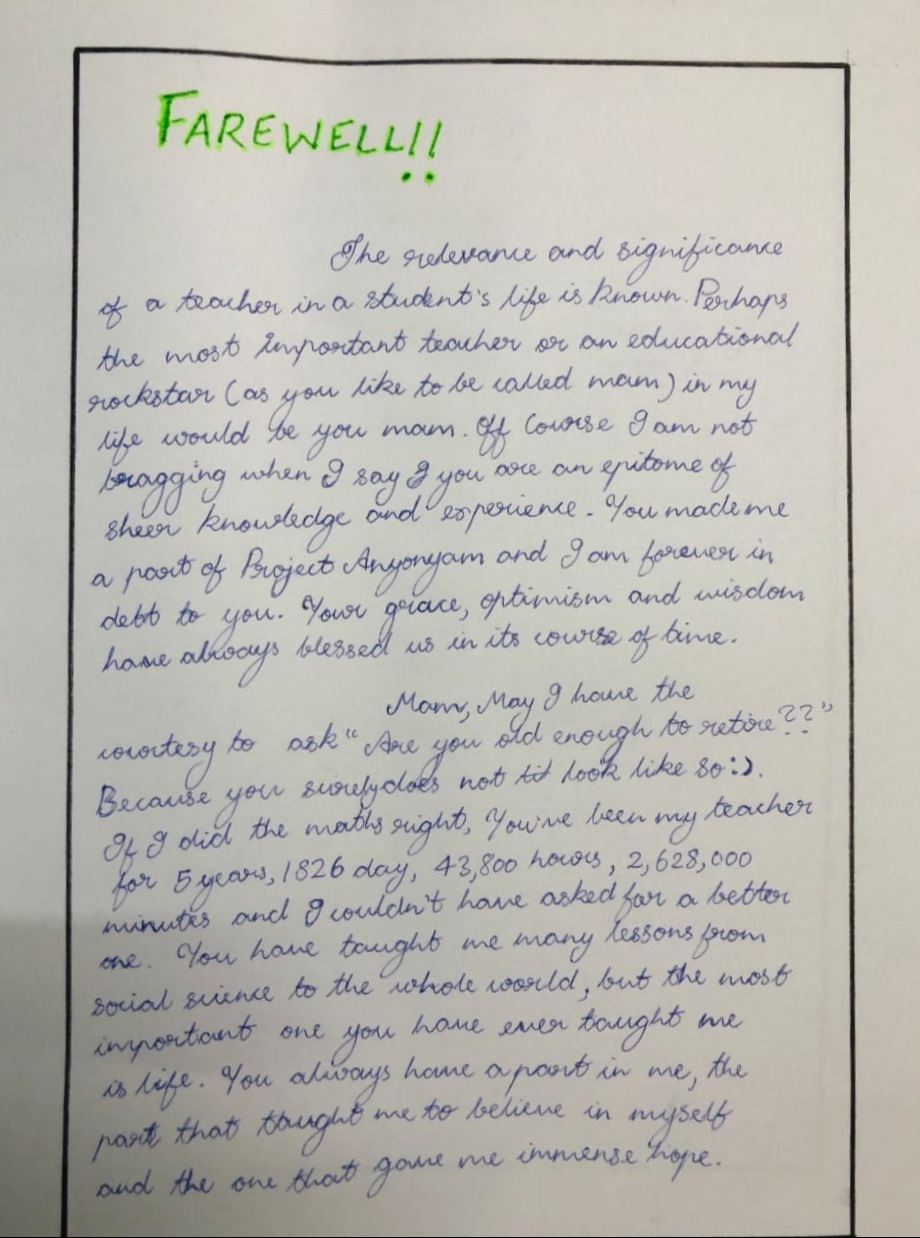 FAREWELL!!
The relevance and significance
of a teacher in a student's life is known. Perhaps
the most important teacher or an educational
rockstar (as you like to be called mam) in my
life would be you mam. Off Course I am not
bragging when I say you are an epitome of
sheer knowledge and experience. You made me
a part of Project Anyonyam and I am forever in
debt to you. Your grace, optimism and wisdom
have always blessed us in its course of time.
Mam, May I have the
courtesy to ask "Are you old enough to retire??"
Because you surely does not look like so:).
If I did the maths right, You've been my teacher
for 5 years, 1826 day, 43,800 hours, 2,628,000
minutes and I couldn't have asked for a better
one. You have taught me many lessons from
social science to the whole world, but the most
important one you have ever taught me
is life. You always have a part in me, the
part that taught me to believe in myself
and the one that gave me immense hope.